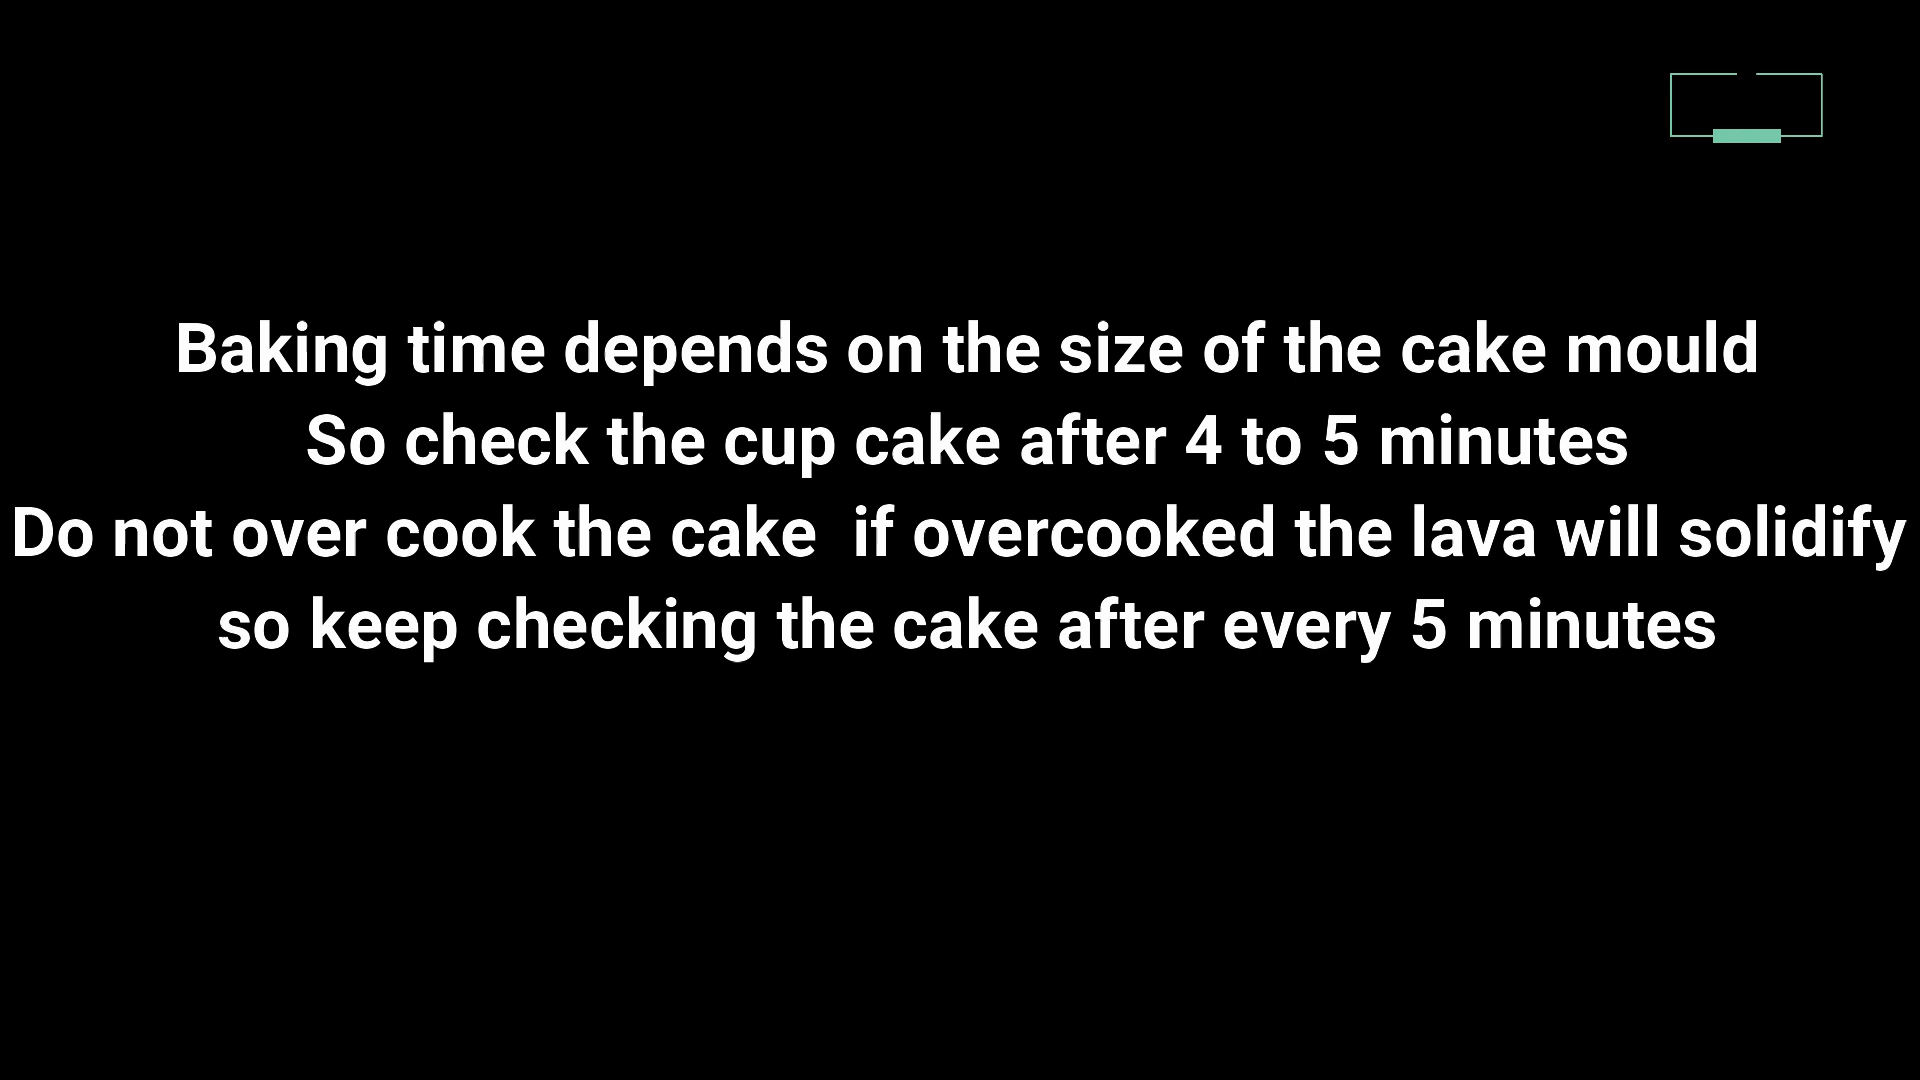 Baking time depends on the size of the cake mould
So check the cup cake after 4 to 5 minutes
Do not over cook the cake  if overcooked the lava will solidify
so keep checking the cake after every 5 minutes